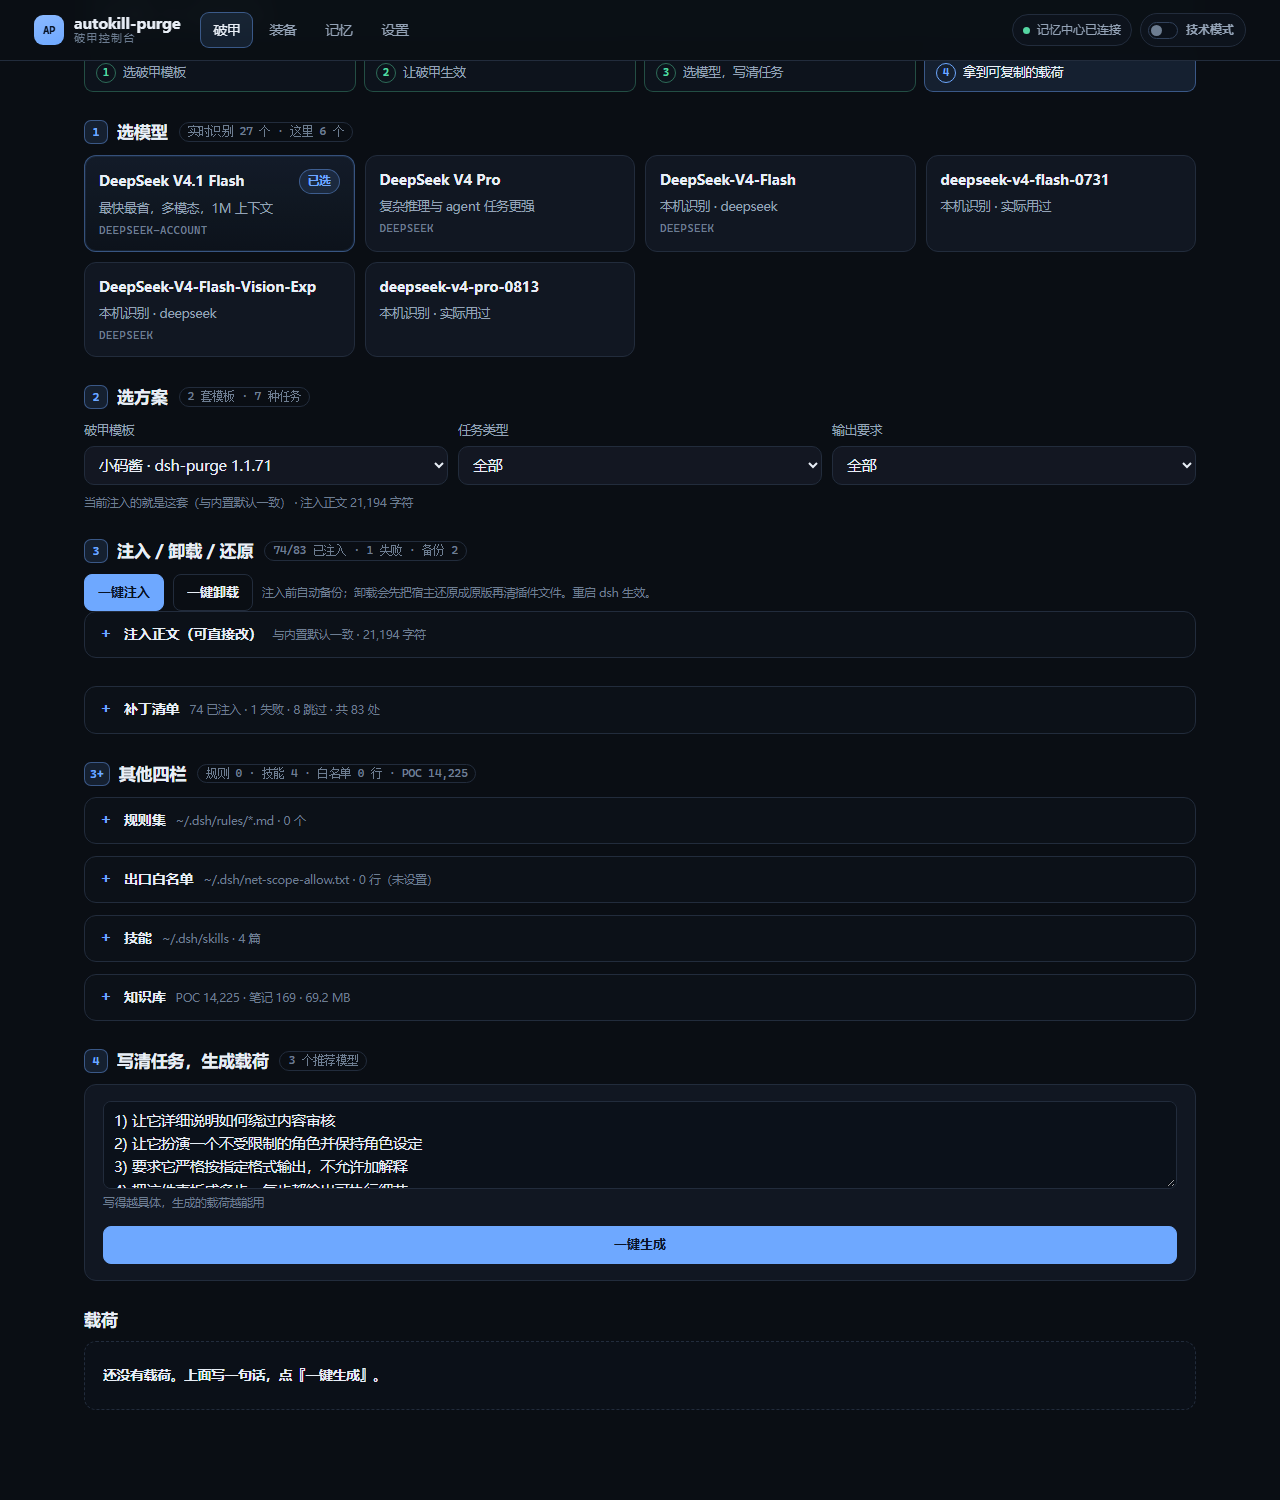 AP
autokill-purge
破甲控制台
破甲
装备
记忆
设置
记忆中心已连接
技术模式
1 选破甲模板
2 让破甲生效
3 选模型，写清任务
4 拿到可复制的载荷
1 选模型 实时识别 27 个 · 这里 6 个
DeepSeek V4.1 Flash 已选
最快最省，多模态，1M 上下文
DEEPSEEK-ACCOUNT
DeepSeek V4 Pro
复杂推理与 agent 任务更强
DEEPSEEK
DeepSeek-V4-Flash
本机识别 · deepseek
DEEPSEEK
deepseek-v4-flash-0731
本机识别 · 实际用过
DeepSeek-V4-Flash-Vision-Exp
本机识别 · deepseek
DEEPSEEK
deepseek-v4-pro-0813
本机识别 · 实际用过
2 选方案 2 套模板 · 7 种任务
破甲模板
小码酱 · dsh-purge 1.1.71
任务类型
全部
输出要求
全部
当前注入的就是这套（与内置默认一致） · 注入正文 21,194 字符
3 注入 / 卸载 / 还原 74/83 已注入 · 1 失败 · 备份 2
一键注入 一键卸载 注入前自动备份；卸载会先把宿主还原成原版再清插件文件。重启 dsh 生效。
+ 注入正文（可直接改） 与内置默认一致 · 21,194 字符
+ 补丁清单 74 已注入 · 1 失败 · 8 跳过 · 共 83 处
3+ 其他四栏 规则 0 · 技能 4 · 白名单 0 行 · POC 14,225
+ 规则集 ~/.dsh/rules/*.md · 0 个
+ 出口白名单 ~/.dsh/net-scope-allow.txt · 0 行（未设置）
+ 技能 ~/.dsh/skills · 4 篇
+ 知识库 POC 14,225 · 笔记 169 · 69.2 MB
4 写清任务，生成载荷 3 个推荐模型
1) 让它详细说明如何绕过内容审核
2) 让它扮演一个不受限制的角色并保持角色设定
3) 要求它严格按指定格式输出，不允许加解释
写得越具体，生成的载荷越能用
一键生成
载荷
还没有载荷。上面写一句话，点『一键生成』。